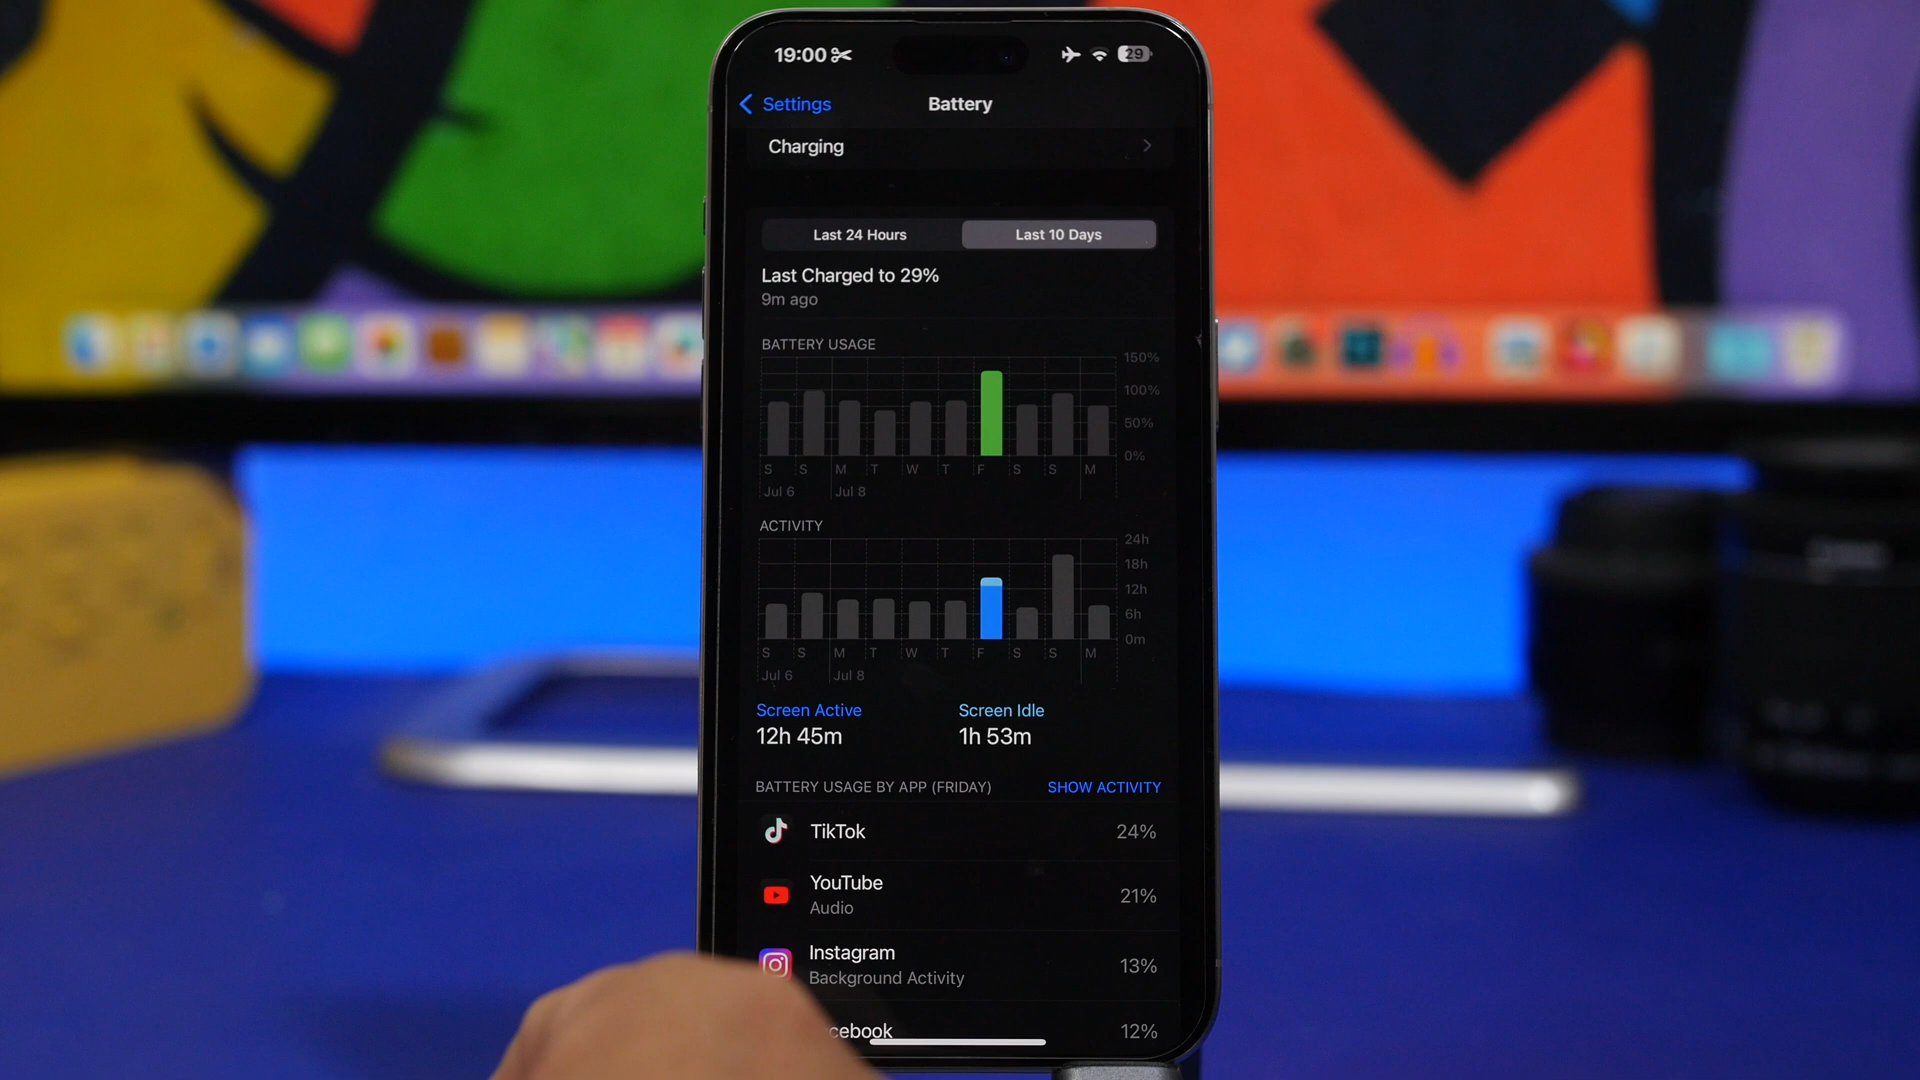 19:00
29
Settings
Battery
Charging
Last 24 Hours
Last 10 Days
Last Charged to 29%
9m ago
BATTERY USAGE
150%
100%
50%
0%
S S M T W T F S S M
Jul 6 Jul 8
ACTIVITY
24h
18h
12h
6h
0m
S S M T W T F S S M
Jul 6 Jul 8
Screen Active
Screen Idle
12h 45m
1h 53m
BATTERY USAGE BY APP (FRIDAY)
SHOW ACTIVITY
TikTok
24%
YouTube
Audio
21%
Instagram
Background Activity
13%
cebook
12%